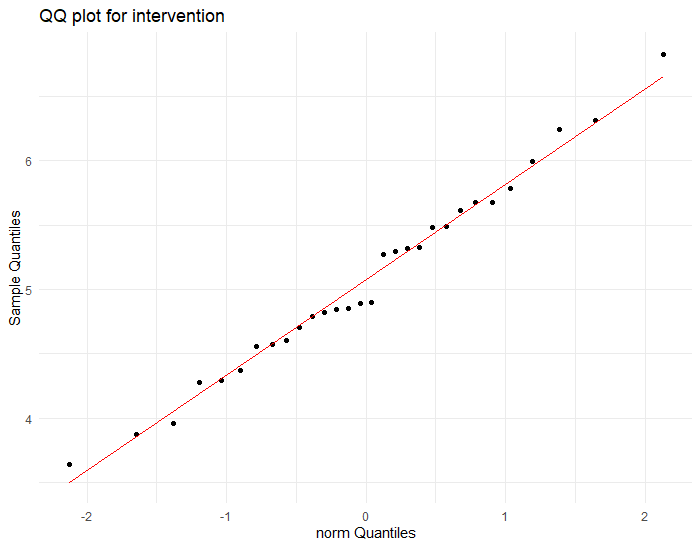 QQ plot for intervention
Sample Quantiles
6
5
4
-2 -1 0 1 2
norm Quantiles